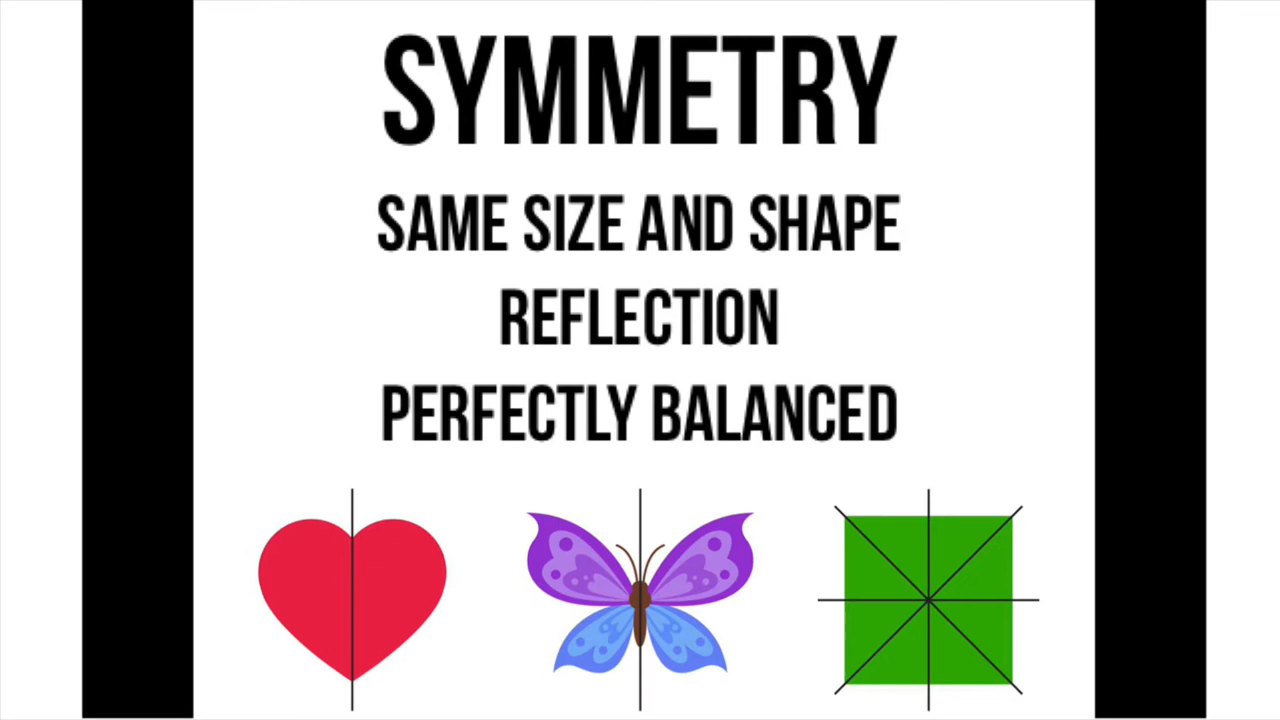 SYMMETRY
SAME SIZE AND SHAPE
REFLECTION
PERFECTLY BALANCED